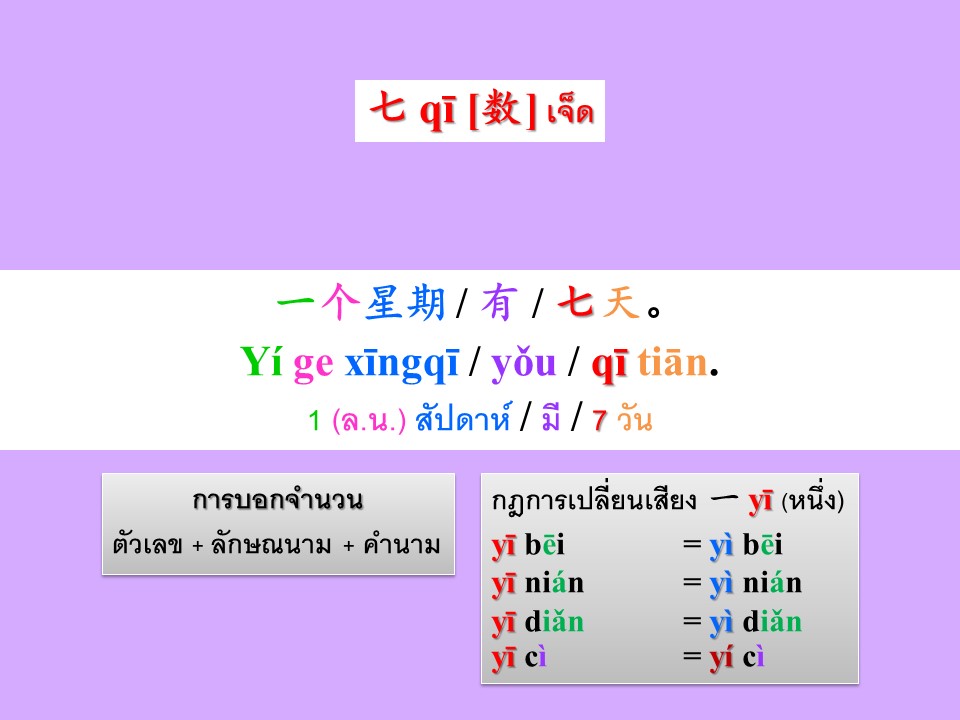 七 qī [数] เจ็ด
一个星期 / 有 / 七天。
Yí ge xīngqī / yǒu / qī tiān.
1 (ล.น.) สัปดาห์ / มี / 7 วัน
การบอกจำนวน
ตัวเลข + ลักษณนาม + คำนาม
กฎการเปลี่ยนเสียง 一 yī (หนึ่ง)
yī bēi = yì bēi
yī nián = yì nián
yī diǎn = yì diǎn
yī cì = yí cì